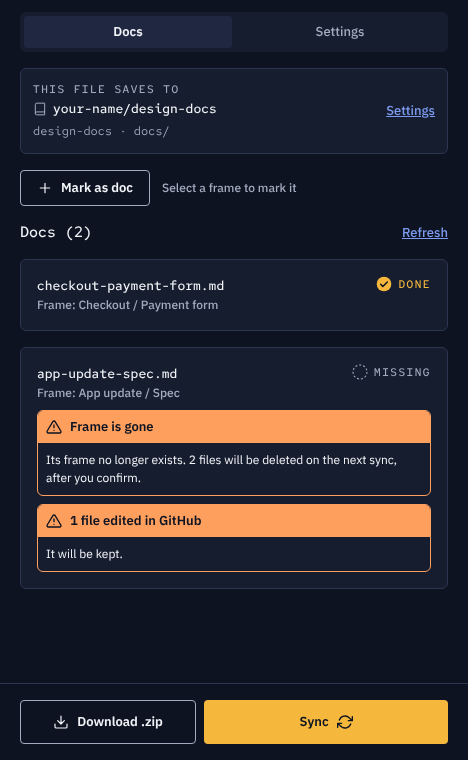 Docs
Settings
THIS FILE SAVES TO
your-name/design-docs
Settings
design-docs · docs/
Mark as doc
Select a frame to mark it
Docs (2)
Refresh
checkout-payment-form.md
DONE
Frame: Checkout / Payment form
app-update-spec.md
MISSING
Frame: App update / Spec
Frame is gone
Its frame no longer exists. 2 files will be deleted on the next sync,
after you confirm.
1 file edited in GitHub
It will be kept.
Download .zip
Sync